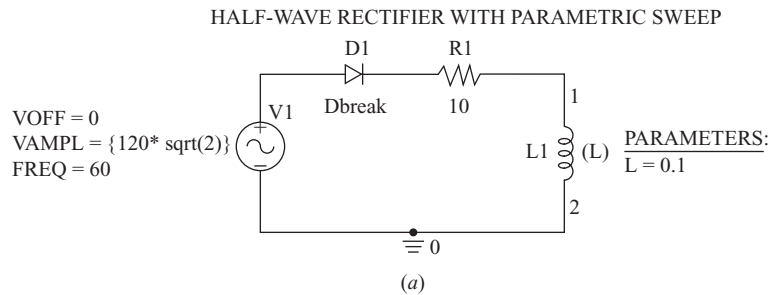 HALF-WAVE RECTIFIER WITH PARAMETRIC SWEEP
D1
R1
Dbreak
10
1
VOFF = 0
VAMPL = {120* sqrt(2)}
FREQ = 60
V1
+
−
L1
(L)
PARAMETERS:
L = 0.1
2
0
(a)